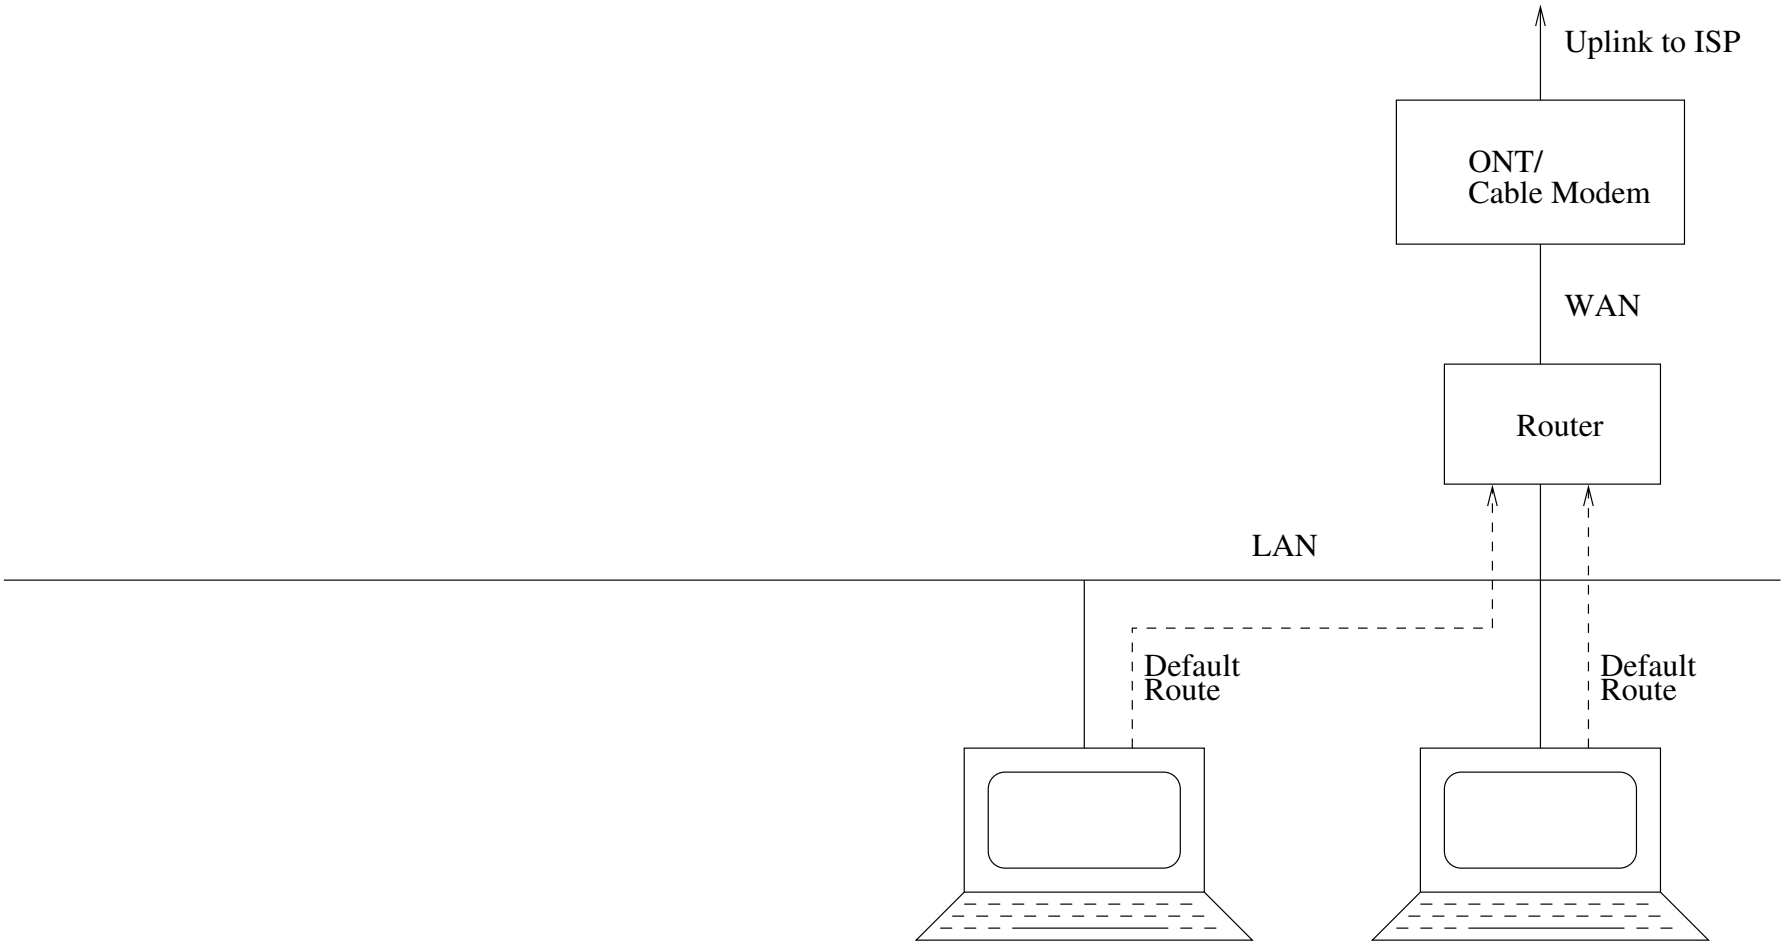 Uplink to ISP
ONT/
Cable Modem
WAN
Router
LAN
Default
Route
Default
Route